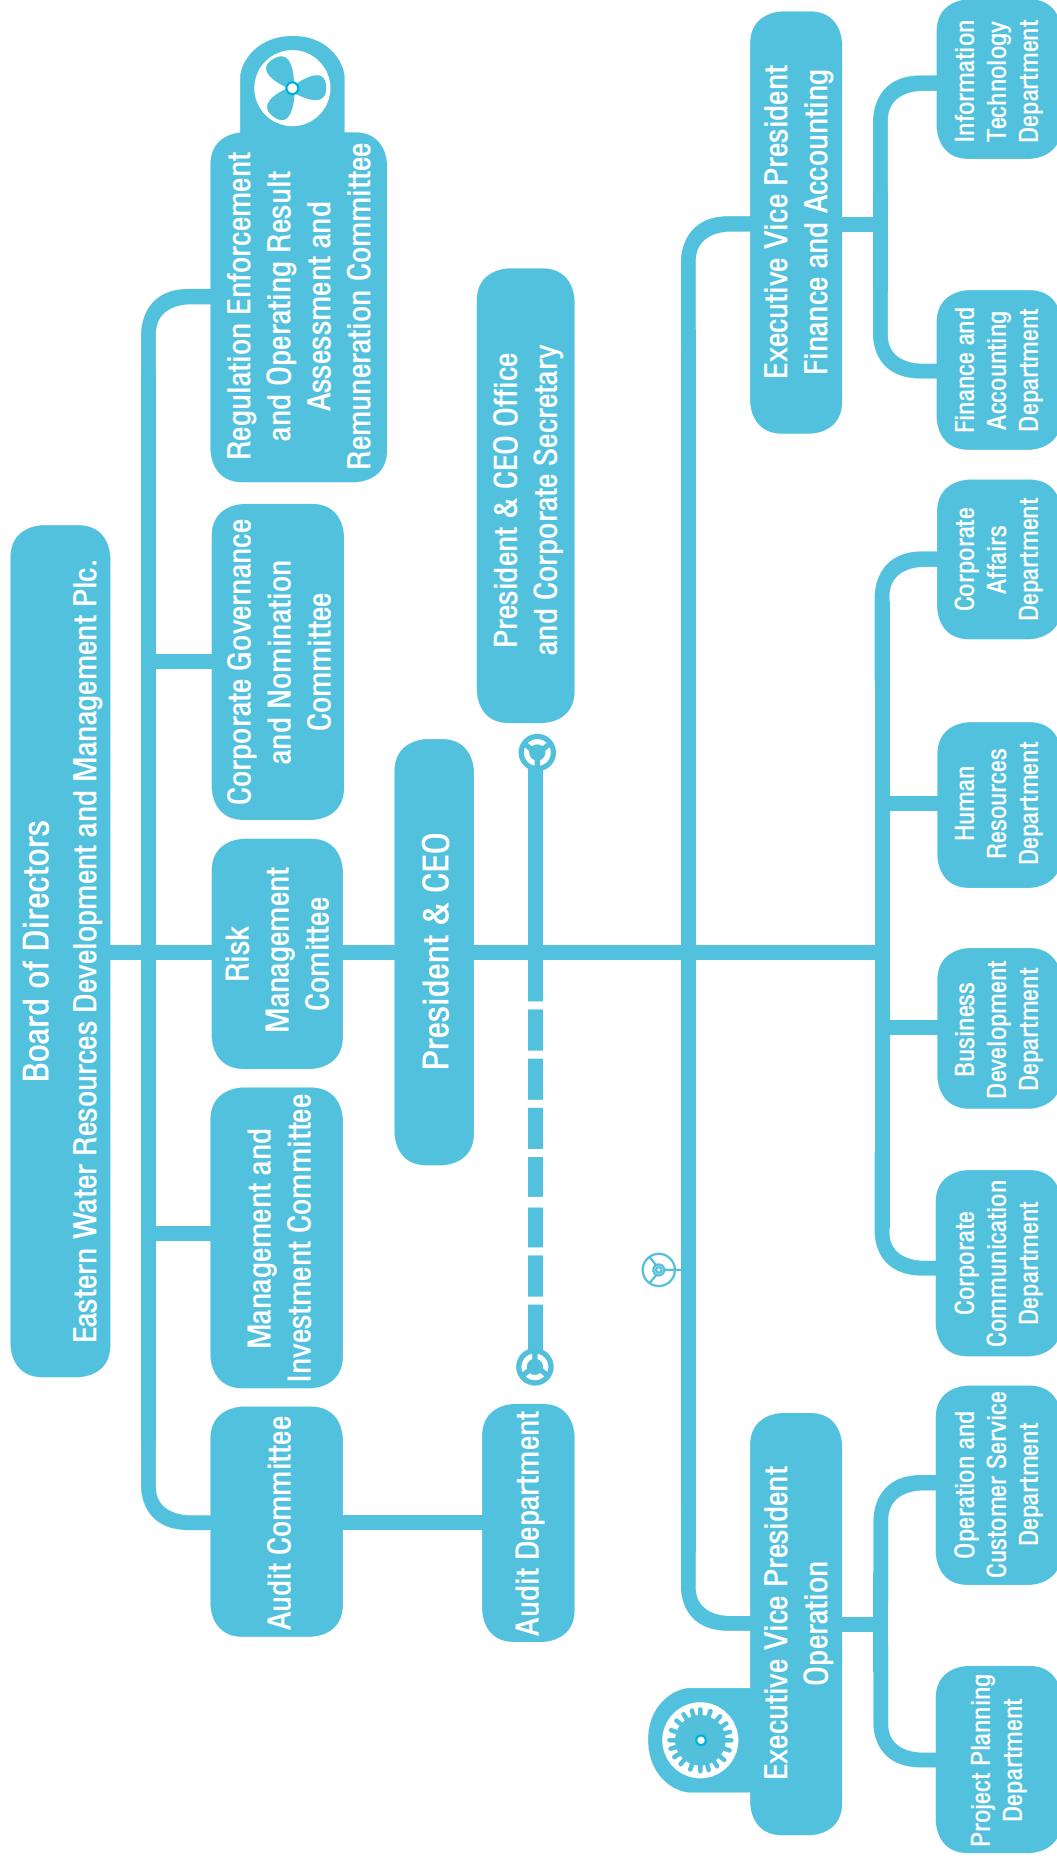 Board of Directors
Eastern Water Resources Development and Management Plc.
Audit Committee
Management and
Investment Committee
Risk
Management
Comittee
Corporate Governance
and Nomination
Committee
Regulation Enforcement
and Operating Result
Assessment and
Remuneration Committee
President & CEO
Audit Department
President & CEO Office
and Corporate Secretary
Executive Vice President
Operation
Executive Vice President
Finance and Accounting
Project Planning
Department
Operation and
Customer Service
Department
Corporate
Communication
Department
Business
Development
Department
Human
Resources
Department
Corporate
Affairs
Department
Finance and
Accounting
Department
Information
Technology
Department